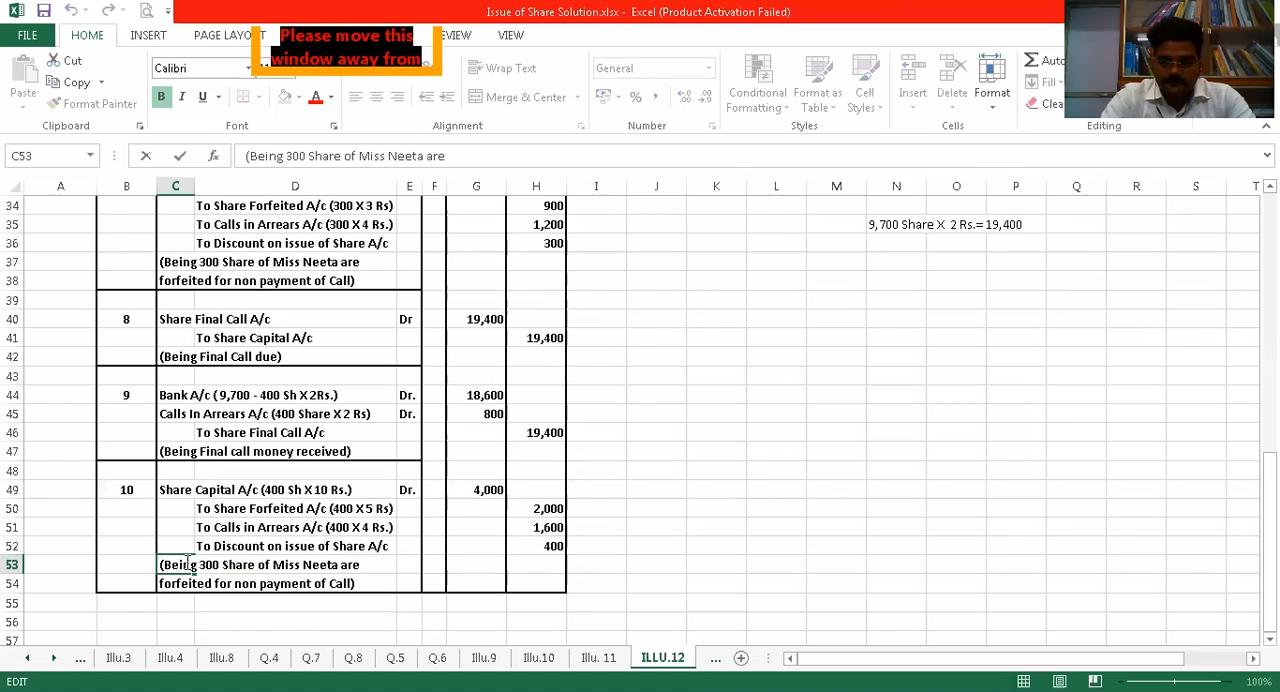 Issue of Share Solution.xlsx - Excel (Product Activation Failed)
FILE HOME INSERT VIEW
Please move this
window away from
Cut
Copy
Format Painter
Paste
Clipboard
Calibri
B I U A
Font
Wrap Text
Merge & Center
Alignment
General
% ,
Number
Conditional Formatting
Format as Table
Cell Styles
Styles
Insert Delete Format
Cells
Fill
Editing
C53 fx (Being 300 Share of Miss Neeta are
A B C D E F G H I J K L M N O P Q R S T
34 To Share Forfeited A/c (300 X 3 Rs) 900
35 To Calls in Arrears A/c (300 X 4 Rs.) 1,200 9,700 Share X 2 Rs.= 19,400
36 To Discount on issue of Share A/c 300
37 (Being 300 Share of Miss Neeta are
38 forfeited for non payment of Call)
39
40 8 Share Final Call A/c Dr 19,400
41 To Share Capital A/c 19,400
42 (Being Final Call due)
43
44 9 Bank A/c ( 9,700 - 400 Sh X 2Rs.) Dr. 18,600
45 Calls In Arrears A/c (400 Share X 2 Rs) Dr. 800
46 To Share Final Call A/c 19,400
47 (Being Final call money received)
48
49 10 Share Capital A/c (400 Sh X 10 Rs.) Dr. 4,000
50 To Share Forfeited A/c (400 X 5 Rs) 2,000
51 To Calls in Arrears A/c (400 X 4 Rs.) 1,600
52 To Discount on issue of Share A/c 400
53 (Being 300 Share of Miss Neeta are
54 forfeited for non payment of Call)
55
56
57
... Illu.3 Illu.4 Illu.8 Q.4 Q.7 Q.8 Q.5 Q.6 Illu.9 Illu.10 Illu. 11 ILLU.12 ...
EDIT 100%